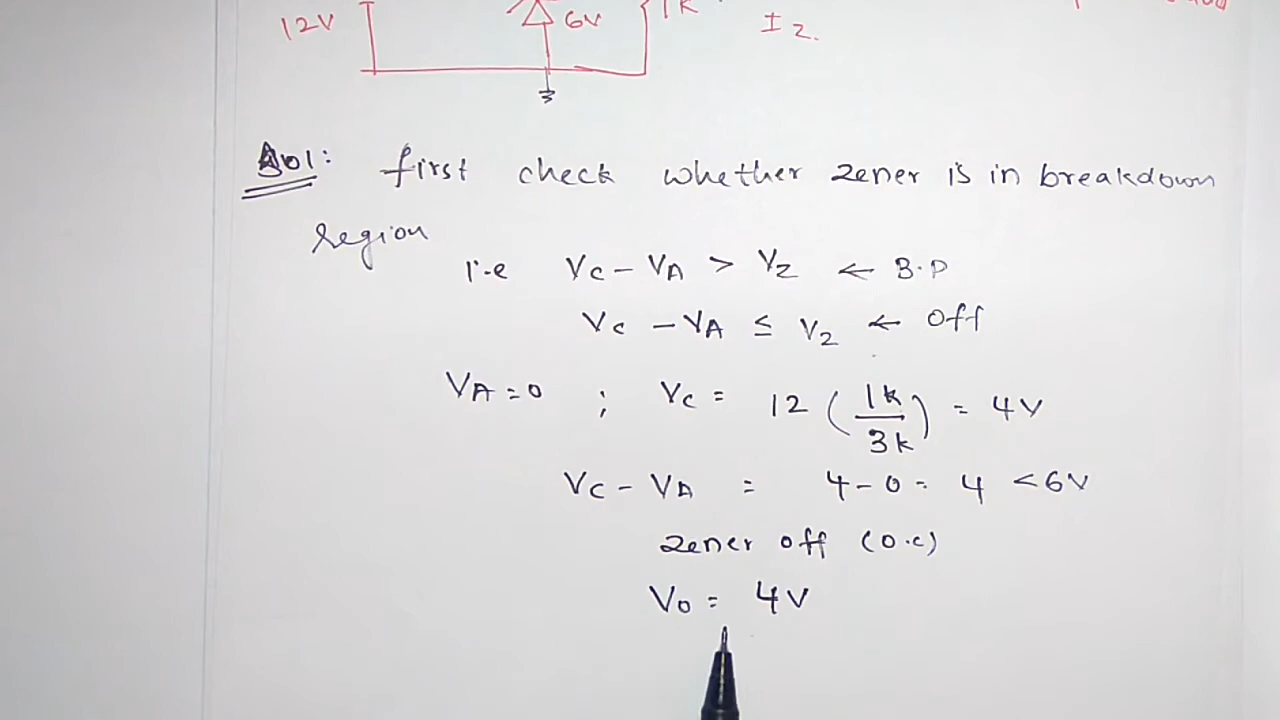 12V 6V 1K I2.
Sol: first check whether zener is in breakdown
region
i.e VC - VA > VZ ← B.D
VC - VA ≤ VZ ← Off
VA = 0 ; VC = 12 (1k/3k) = 4V
VC - VA = 4 - 0 = 4 < 6V
zener off (O.C)
VO = 4V